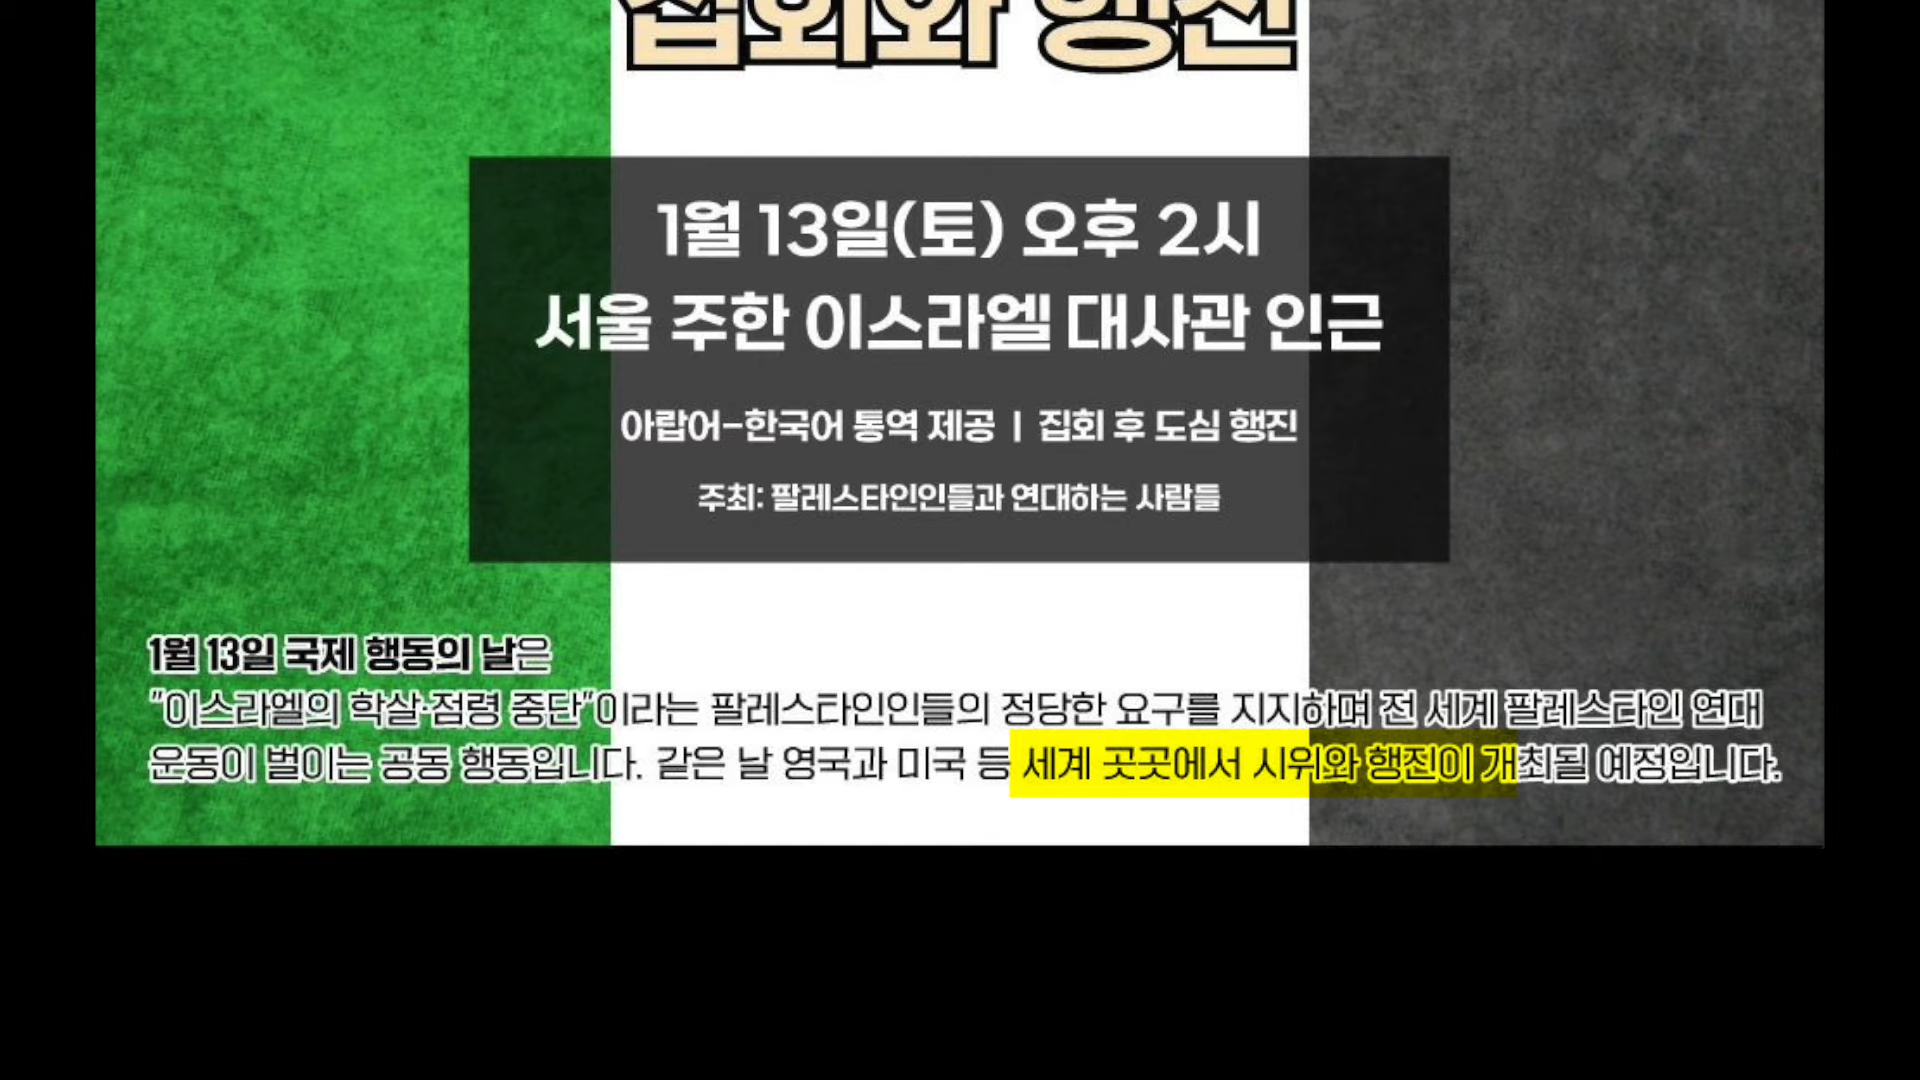 집회와 행진
1월 13일(토) 오후 2시
서울 주한 이스라엘 대사관 인근
아랍어-한국어 통역 제공 | 집회 후 도심 행진
주최: 팔레스타인인들과 연대하는 사람들
1월 13일 국제 행동의 날은
"이스라엘의 학살·점령 중단"이라는 팔레스타인인들의 정당한 요구를 지지하며 전 세계 팔레스타인 연대
운동이 벌이는 공동 행동입니다. 같은 날 영국과 미국 등 세계 곳곳에서 시위와 행진이 개최될 예정입니다.